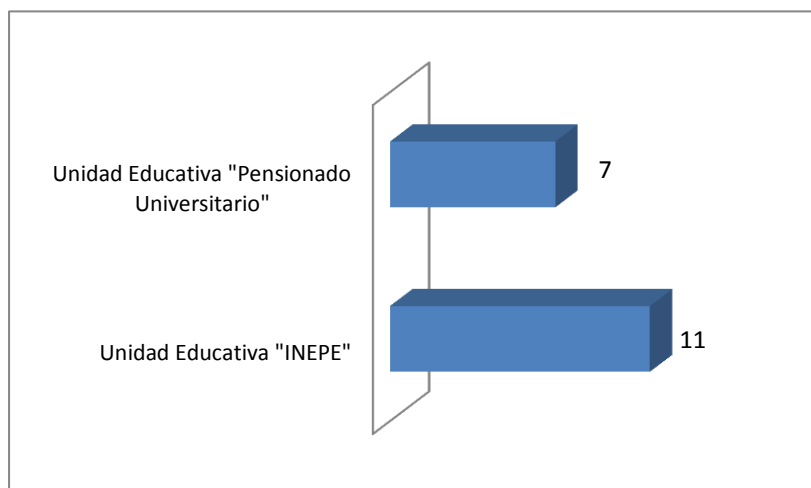 Unidad Educativa "Pensionado
Universitario"
7
Unidad Educativa "INEPE"
11